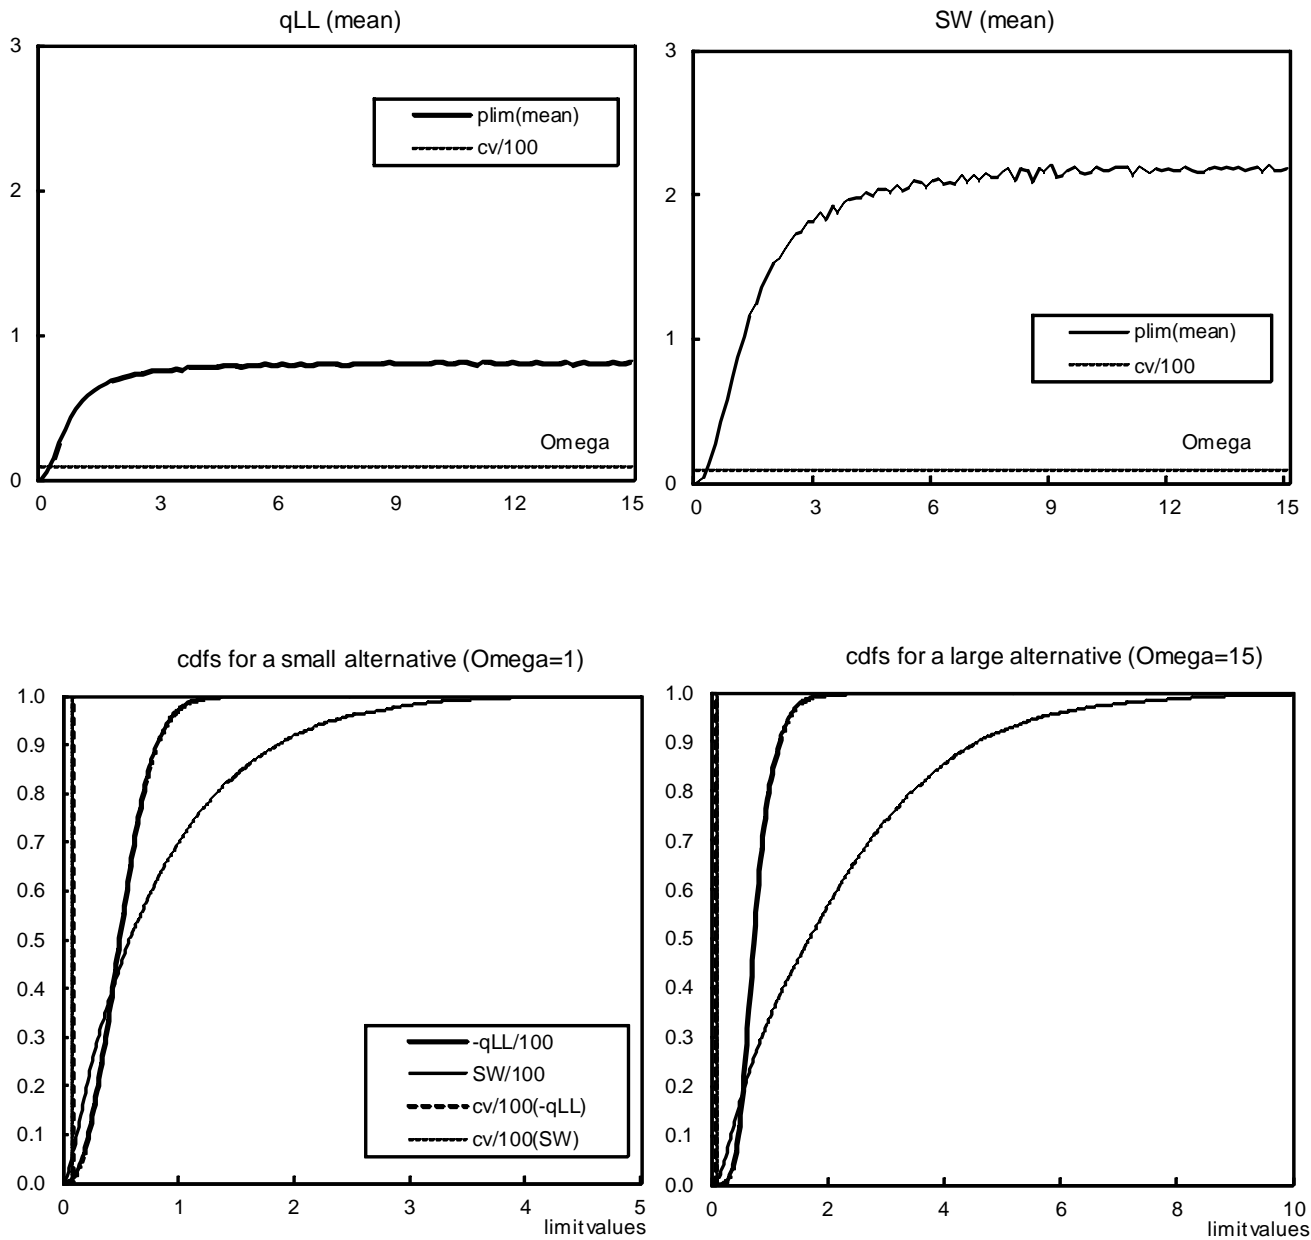 qLL (mean)
3
2
1
0
plim(mean)
cv/100
Omega
0 3 6 9 12 15
SW (mean)
3
2
1
0
plim(mean)
cv/100
Omega
0 3 6 9 12 15
cdfs for a small alternative (Omega=1)
1.0
0.9
0.8
0.7
0.6
0.5
0.4
0.3
0.2
0.1
0.0
-qLL/100
SW/100
cv/100(-qLL)
cv/100(SW)
0 1 2 3 4 5
limit values
cdfs for a large alternative (Omega=15)
1.0
0.9
0.8
0.7
0.6
0.5
0.4
0.3
0.2
0.1
0.0
0 2 4 6 8 10
limit values